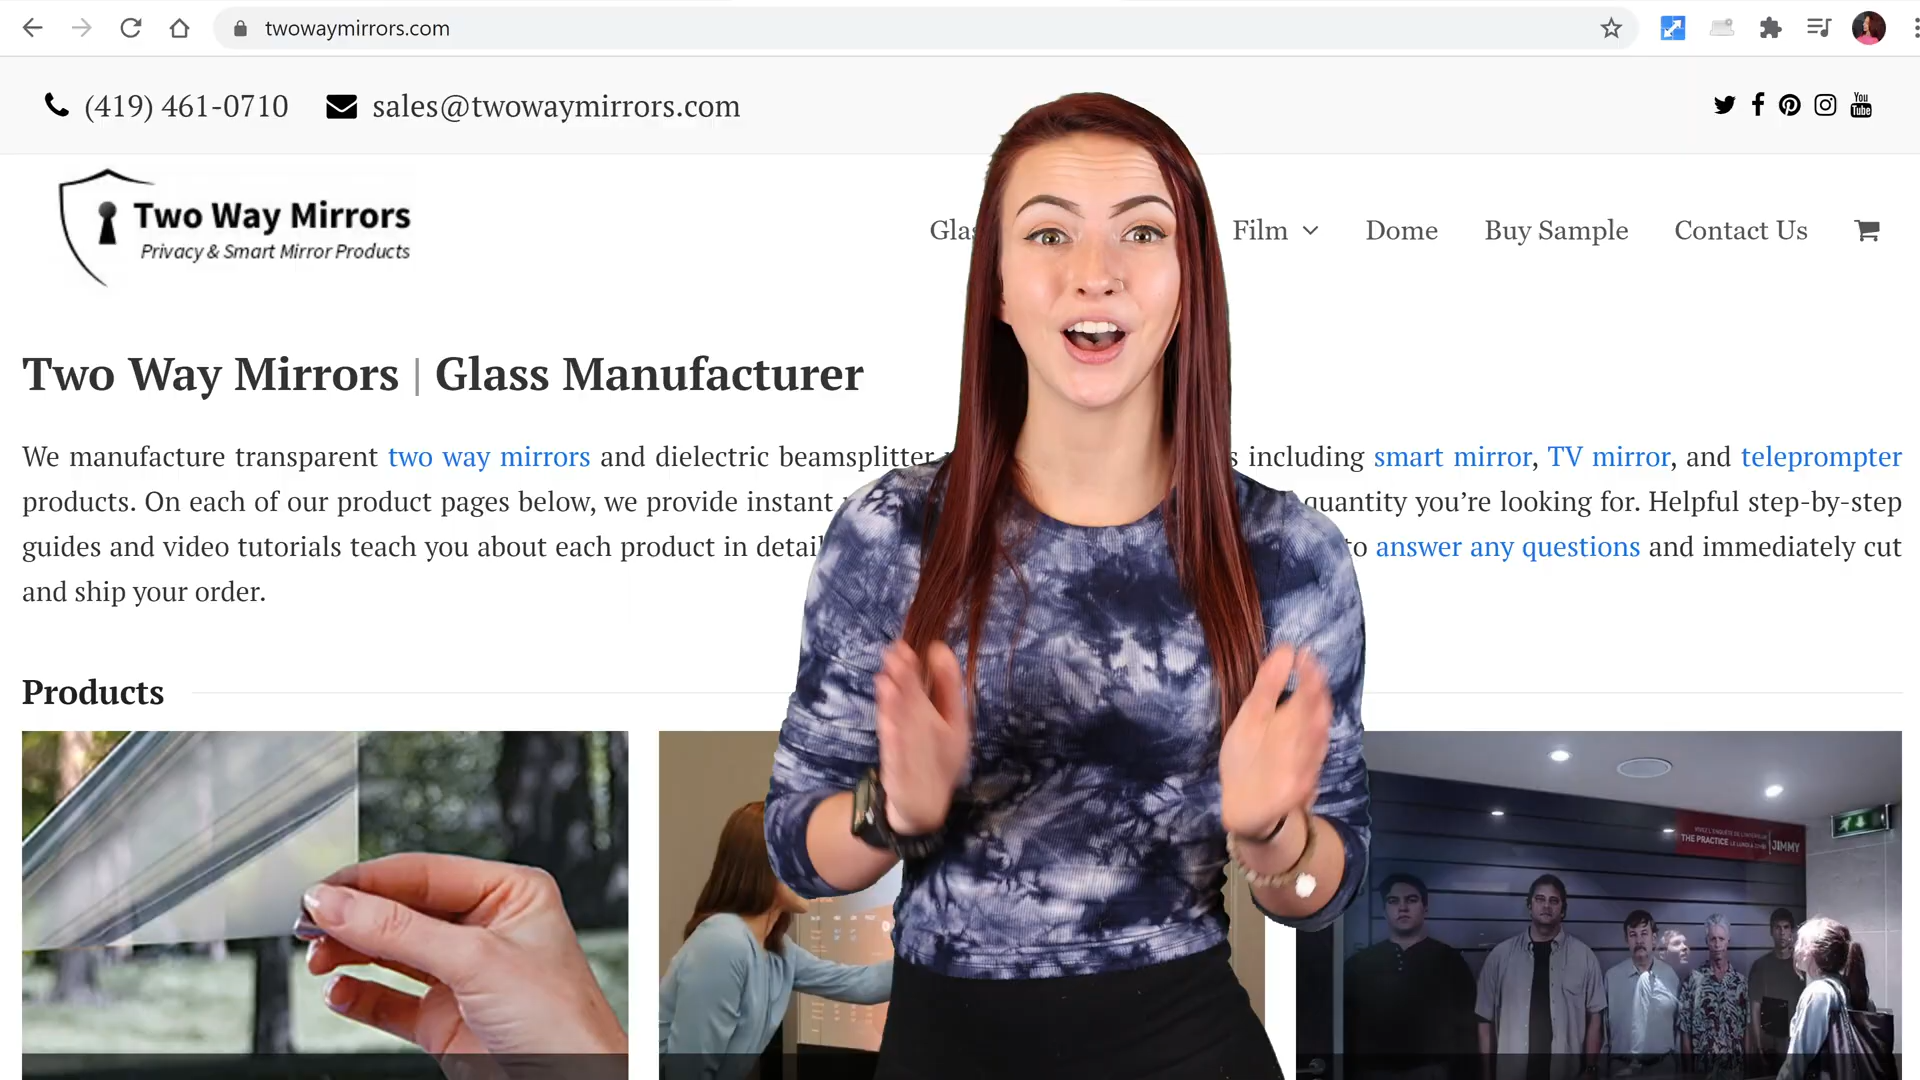 twowaymirrors.com
(419) 461-0710 sales@twowaymirrors.com
You
Tube
Two Way Mirrors
Privacy & Smart Mirror Products
Film Dome Buy Sample Contact Us
Two Way Mirrors | Glass Manufacturer
We manufacture transparent two way mirrors and dielectric beamsplitter including smart mirror, TV mirror, and teleprompter
products. On each of our product pages below, we provide instant quantity you’re looking for. Helpful step-by-step
guides and video tutorials teach you about each product in to answer any questions and immediately cut
and ship your order.
Products
THE PRACTICE JIMMY